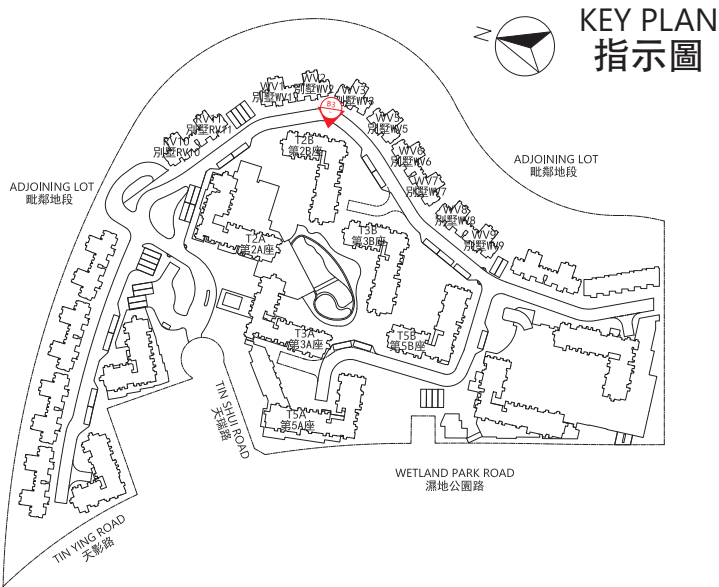 KEY PLAN
指示圖
N
B3
WV1
別墅WV1
WV2
別墅WV2
WV3
別墅WV3
RV11
別墅RV11
RV10
別墅RV10
WV5
別墅WV5
WV6
別墅WV6
WV7
別墅WV7
WV8
別墅WV8
WV9
別墅WV9
ADJOINING LOT
毗鄰地段
ADJOINING LOT
毗鄰地段
T2B
第2B座
T2A
第2A座
T3B
第3B座
T3A
第3A座
T5B
第5B座
T5A
第5A座
TIN SHUI ROAD
天瑞路
WETLAND PARK ROAD
濕地公園路
TIN YING ROAD
天影路